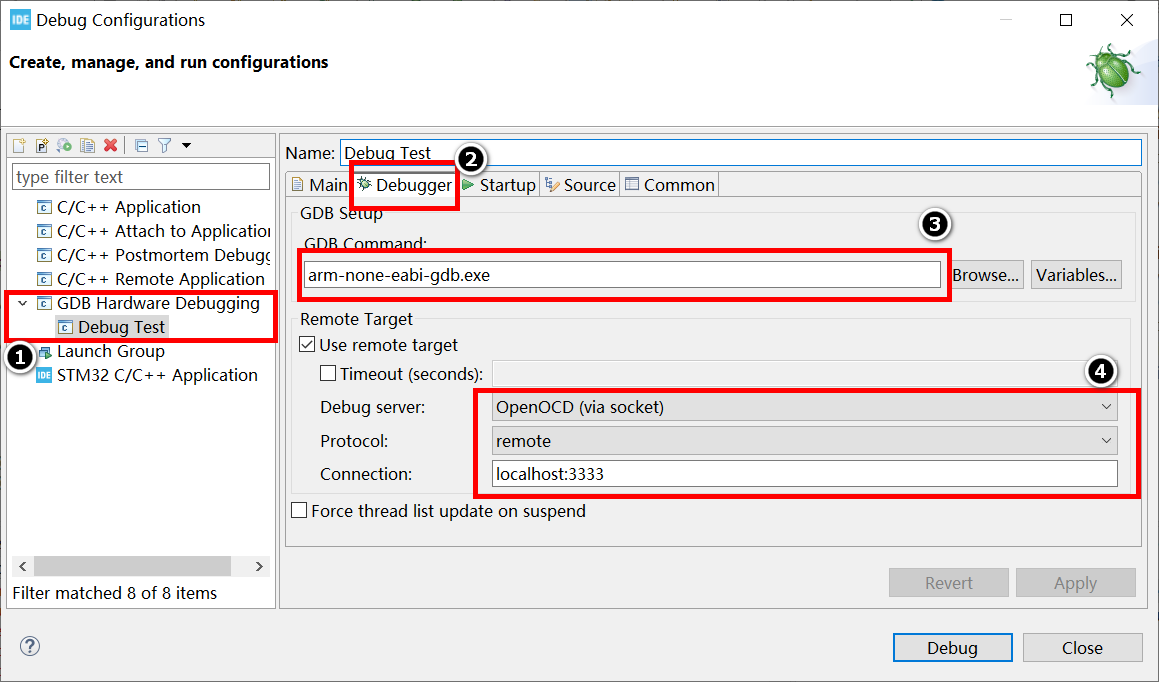 IDE Debug Configurations
Create, manage, and run configurations
type filter text
C/C++ Application
C/C++ Attach to Application
C/C++ Postmortem Debugg
C/C++ Remote Application
GDB Hardware Debugging
Debug Test
1
Launch Group
IDE STM32 C/C++ Application
Filter matched 8 of 8 items
Name: Debug Test
2
Main Debugger Startup Source Common
GDB Setup
3
GDB Command:
arm-none-eabi-gdb.exe Browse... Variables...
Remote Target
Use remote target
Timeout (seconds):
4
Debug server: OpenOCD (via socket)
Protocol: remote
Connection: localhost:3333
Force thread list update on suspend
Revert Apply
? Debug Close